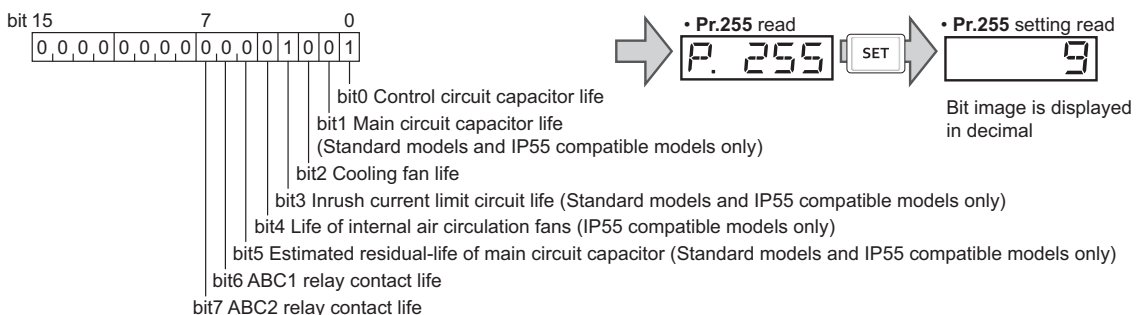 bit 15 7 0
0 0 0 0 0 0 0 0 0 0 0 0 1 0 0 1
bit0 Control circuit capacitor life
bit1 Main circuit capacitor life
(Standard models and IP55 compatible models only)
bit2 Cooling fan life
bit3 Inrush current limit circuit life (Standard models and IP55 compatible models only)
bit4 Life of internal air circulation fans (IP55 compatible models only)
bit5 Estimated residual-life of main circuit capacitor (Standard models and IP55 compatible models only)
bit6 ABC1 relay contact life
bit7 ABC2 relay contact life
• Pr.255 read
P. 255
SET
• Pr.255 setting read
9
Bit image is displayed
in decimal